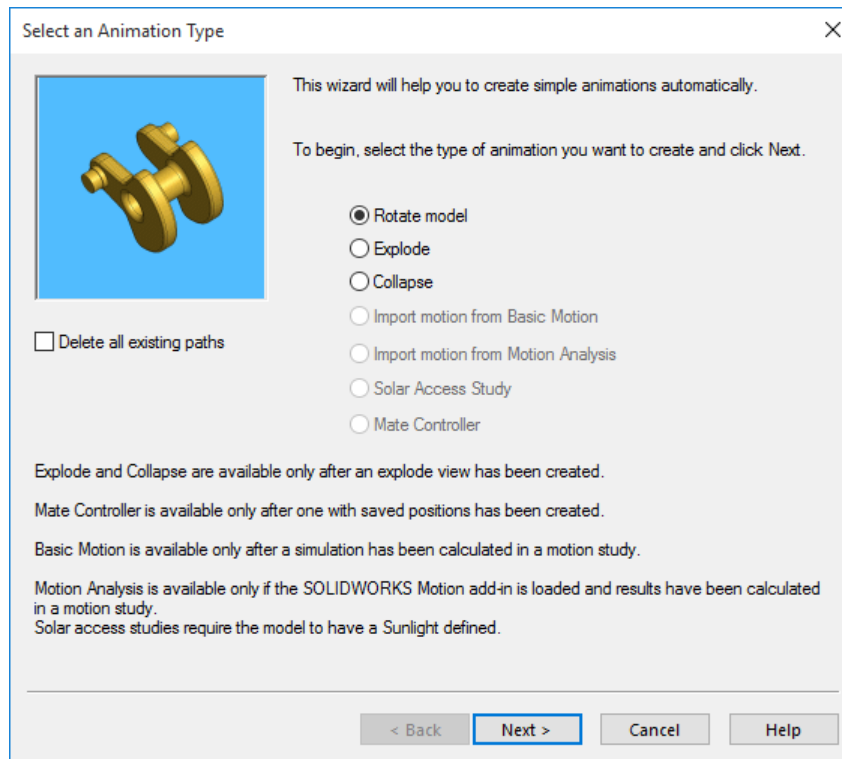 Select an Animation Type
This wizard will help you to create simple animations automatically.
To begin, select the type of animation you want to create and click Next.
Rotate model
Explode
Collapse
Import motion from Basic Motion
Delete all existing paths
Import motion from Motion Analysis
Solar Access Study
Mate Controller
Explode and Collapse are available only after an explode view has been created.
Mate Controller is available only after one with saved positions has been created.
Basic Motion is available only after a simulation has been calculated in a motion study.
Motion Analysis is available only if the SOLIDWORKS Motion add-in is loaded and results have been calculated
in a motion study.
Solar access studies require the model to have a Sunlight defined.
< Back Next > Cancel Help